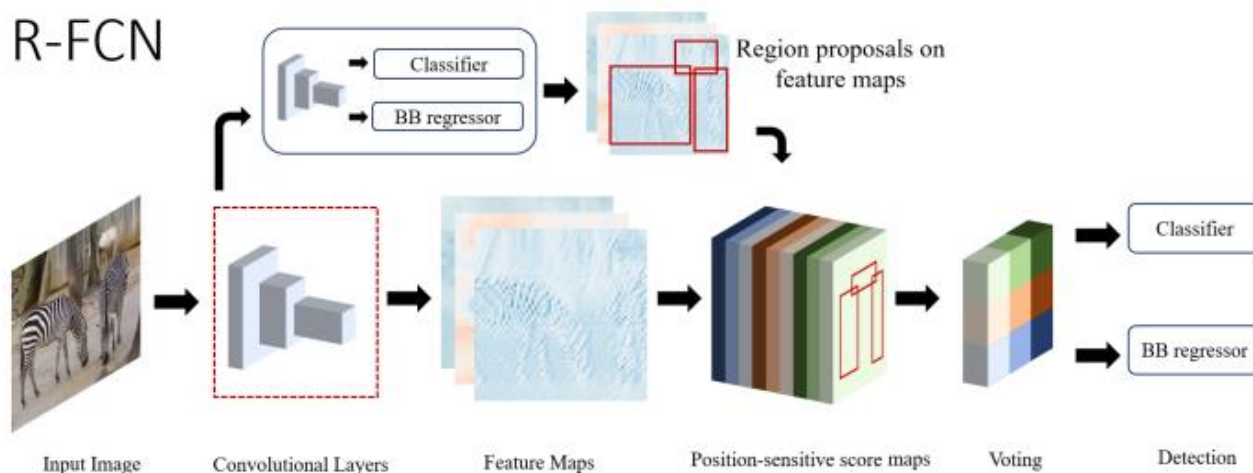 R-FCN
Classifier
BB regressor
Region proposals on
feature maps
Classifier
BB regressor
Input Image
Convolutional Layers
Feature Maps
Position-sensitive score maps
Voting
Detection